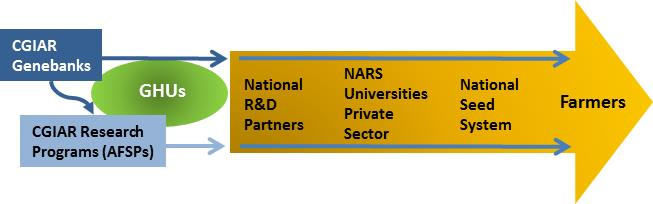 CGIAR
Genebanks
GHUs
CGIAR Research
Programs (AFSPs)
National
R&D
Partners
NARS
Universities
Private
Sector
National
Seed
System
Farmers